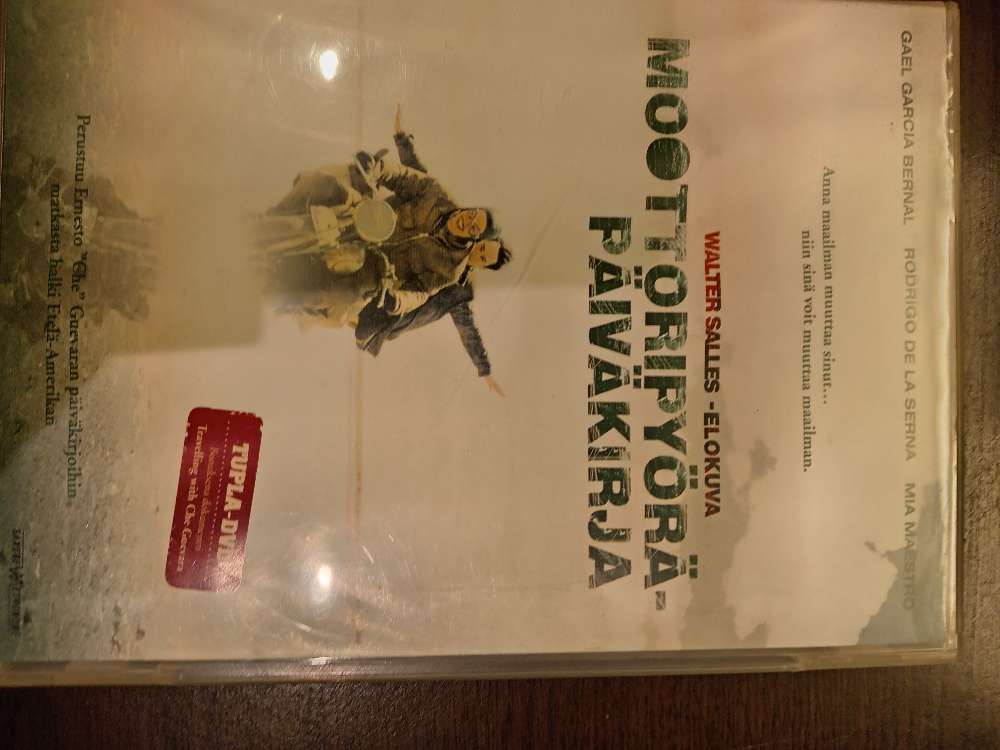 GAEL GARCIA BERNAL RODRIGO DE LA SERNA MIA MAESTRO
Anna maailman muuttaa sinut...
niin sinä voit muuttaa maailman.
WALTER SALLES -ELOKUVA
MOOTTORIPYÖRÄ-
PÄIVÄKIRJA
TUPLA-DVD
Travelling with Che Guevara
Perustuu Ernesto "Che" Guevaran päiväkirjoihin
matkasta halki Etelä-Amerikan